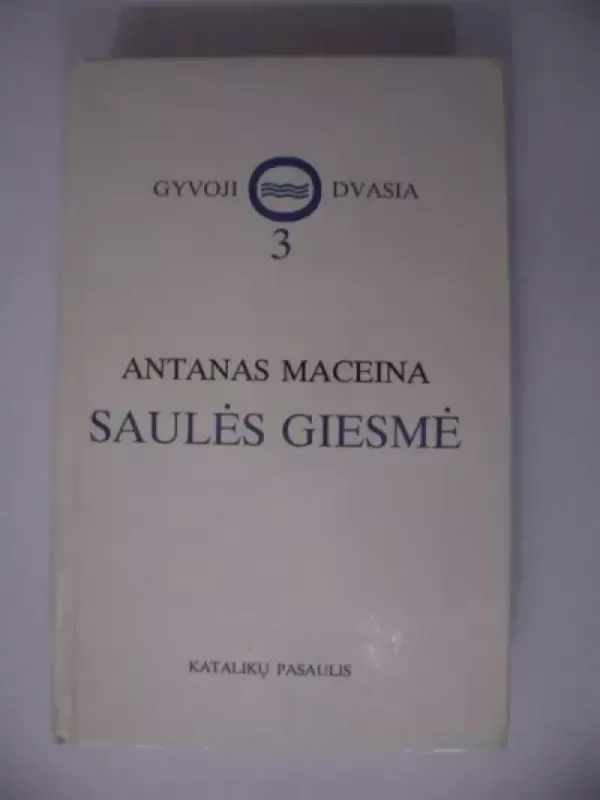 GYVOJI DVASIA
3
ANTANAS MACEINA
SAULĖS GIESMĖ
KATALIKŲ PASAULIS